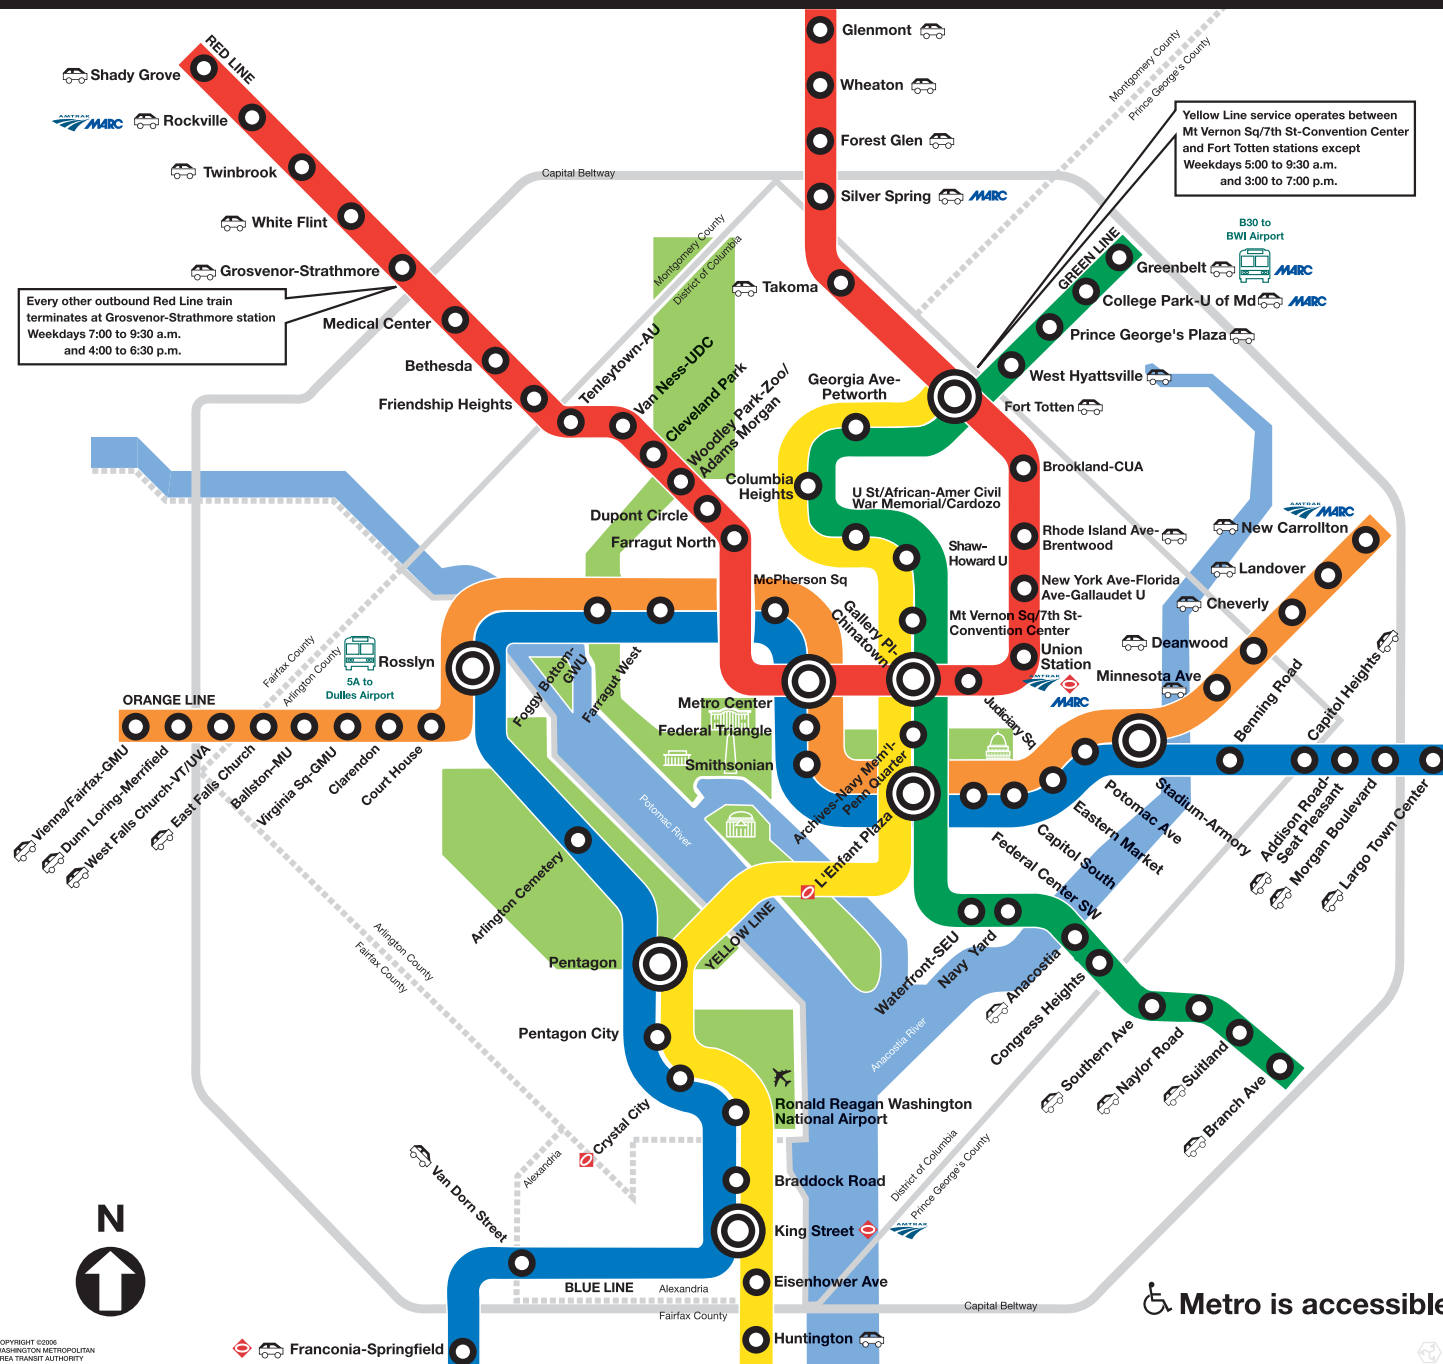 Glenmont
RED LINE
Shady Grove
Wheaton
AMTRAK
MARC
Rockville
Forest Glen
Twinbrook
White Flint
Grosvenor-Strathmore
Silver Spring
MARC
Capital Beltway
Montgomery County
Prince George's County
Yellow Line service operates between
Mt Vernon Sq/7th St-Convention Center
and Fort Totten stations except
Weekdays 5:00 to 9:30 a.m.
and 3:00 to 7:00 p.m.
B30 to
BWI Airport
GREEN LINE
Greenbelt
MARC
College Park-U of Md
MARC
Prince George's Plaza
West Hyattsville
Fort Totten
Every other outbound Red Line train
terminates at Grosvenor-Strathmore station
Weekdays 7:00 to 9:30 a.m.
and 4:00 to 6:30 p.m.
Montgomery County
District of Columbia
Takoma
Medical Center
Bethesda
Friendship Heights
Tenleytown-AU
Van Ness-UDC
Cleveland Park
Woodley Park-Zoo/
Adams Morgan
Dupont Circle
Farragut North
Georgia Ave-
Petworth
Columbia
Heights
U St/African-Amer Civil
War Memorial/Cardozo
Shaw-
Howard U
Mt Vernon Sq/7th St-
Convention Center
Brookland-CUA
Rhode Island Ave-
Brentwood
New York Ave-Florida
Ave-Gallaudet U
Union
Station
AMTRAK
MARC
AMTRAK
MARC
New Carrollton
Landover
Cheverly
Deanwood
Minnesota Ave
Benning Road
Capitol Heights
McPherson Sq
Gallery Pl-
Chinatown
Judiciary Sq
Fairfax County
Arlington County
Rosslyn
5A to
Dulles Airport
ORANGE LINE
Foggy Bottom-
GWU
Farragut West
Metro Center
Federal Triangle
Smithsonian
Archives-Navy Mem'l-
Penn Quarter
L'Enfant Plaza
Vienna/Fairfax-GMU
Dunn Loring-Merrifield
West Falls Church-VT/UVA
East Falls Church
Ballston-MU
Virginia Sq-GMU
Clarendon
Court House
Potomac River
Federal Center SW
Capitol South
Eastern Market
Potomac Ave
Stadium-Armory
Addison Road-
Seat Pleasant
Morgan Boulevard
Largo Town Center
Arlington Cemetery
Arlington County
Fairfax County
Pentagon
YELLOW LINE
Waterfront-SEU
Navy Yard
Anacostia
Congress Heights
Anacostia River
Southern Ave
Naylor Road
Suitland
Branch Ave
Pentagon City
Crystal City
Ronald Reagan Washington
National Airport
Alexandria
Van Dorn Street
Braddock Road
King Street
AMTRAK
District of Columbia
Prince George's County
N
BLUE LINE
Alexandria
Fairfax County
Eisenhower Ave
Huntington
Capital Beltway
Metro is accessible
Franconia-Springfield
OPYRIGHT ©2006
WASHINGTON METROPOLITAN
REA TRANSIT AUTHORITY